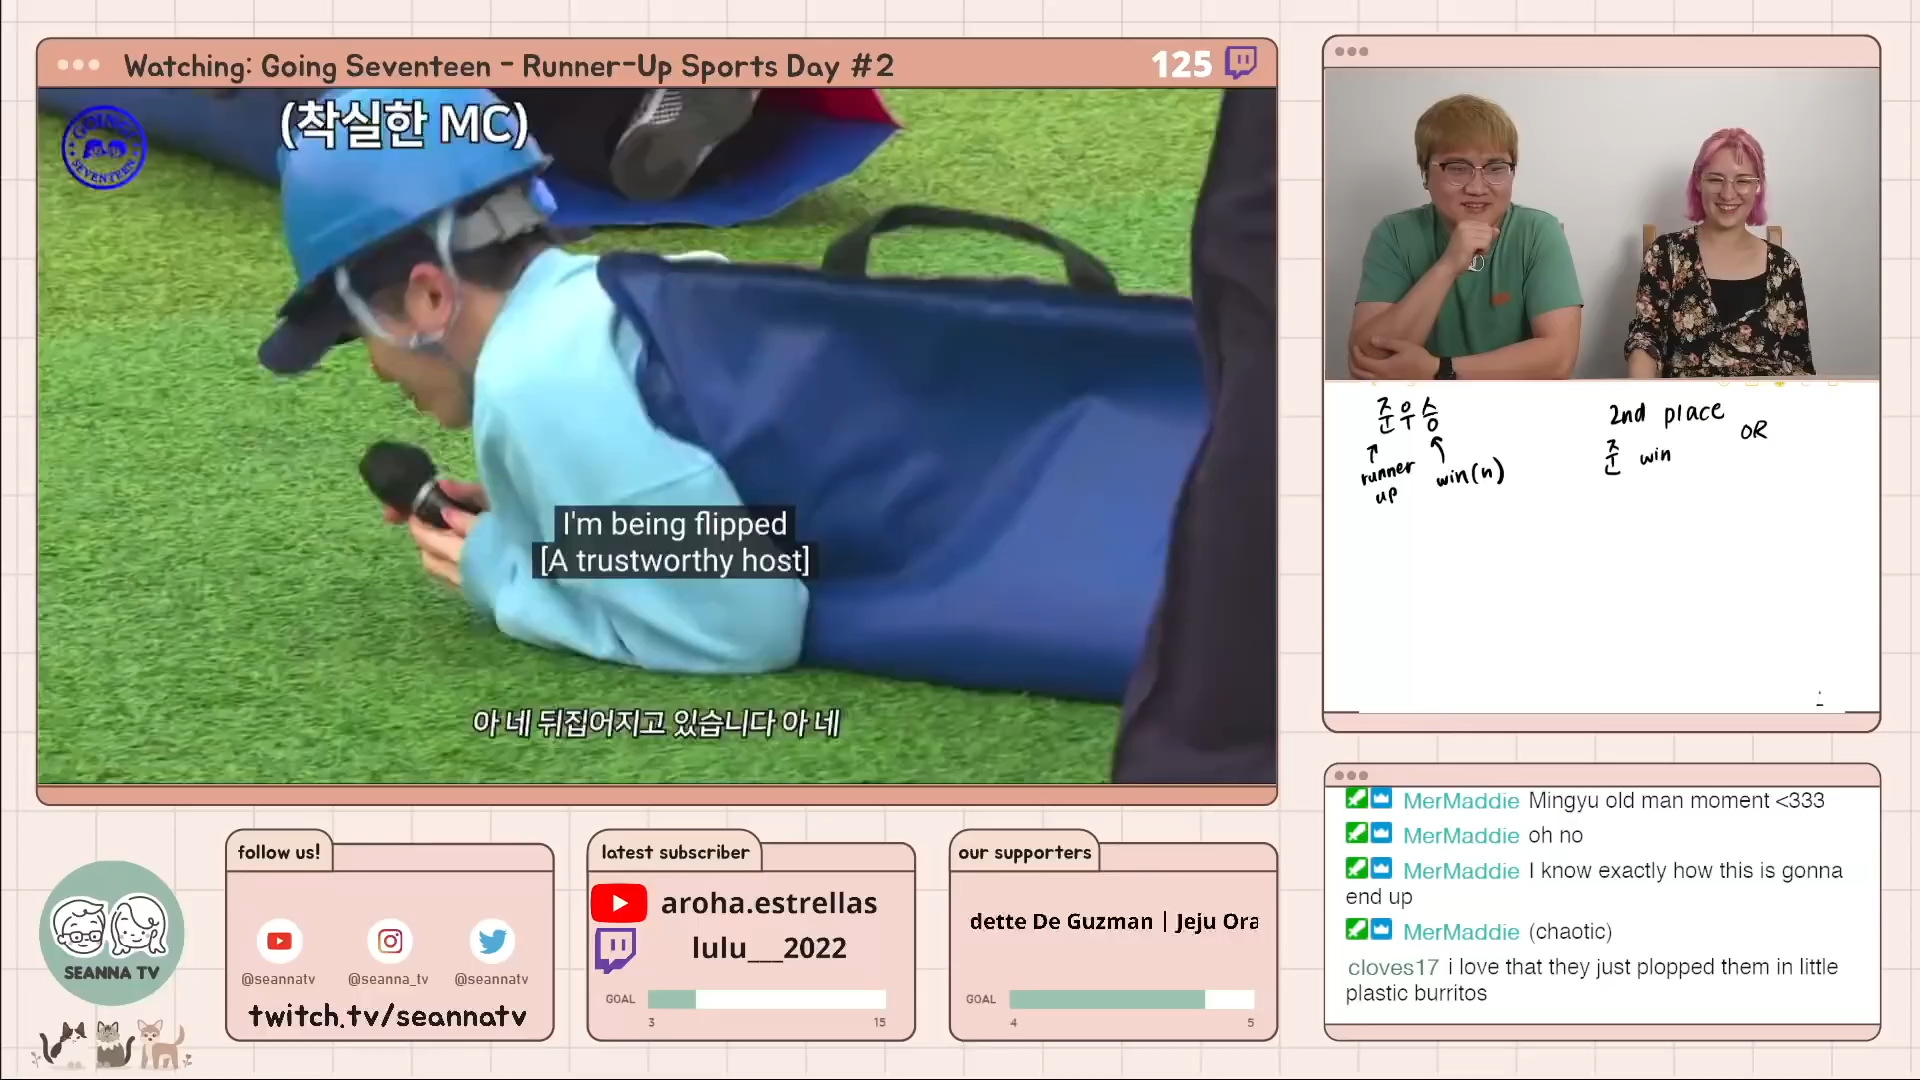 Watching: Going Seventeen - Runner-Up Sports Day #2
125
GOING
SEVENTEEN
(착실한 MC)
I'm being flipped
[A trustworthy host]
아 네 뒤집어지고 있습니다 아 네
준우승
runner
up
win(n)
2nd place
OR
준 win
MerMaddie Mingyu old man moment <333
MerMaddie oh no
MerMaddie I know exactly how this is gonna
end up
MerMaddie (chaotic)
cloves17 i love that they just plopped them in little
plastic burritos
SEANNA TV
follow us!
@seannatv
@seanna_tv
@seannatv
twitch.tv/seannatv
latest subscriber
aroha.estrellas
lulu___2022
GOAL
3
15
our supporters
dette De Guzman | Jeju Ora
GOAL
4
5